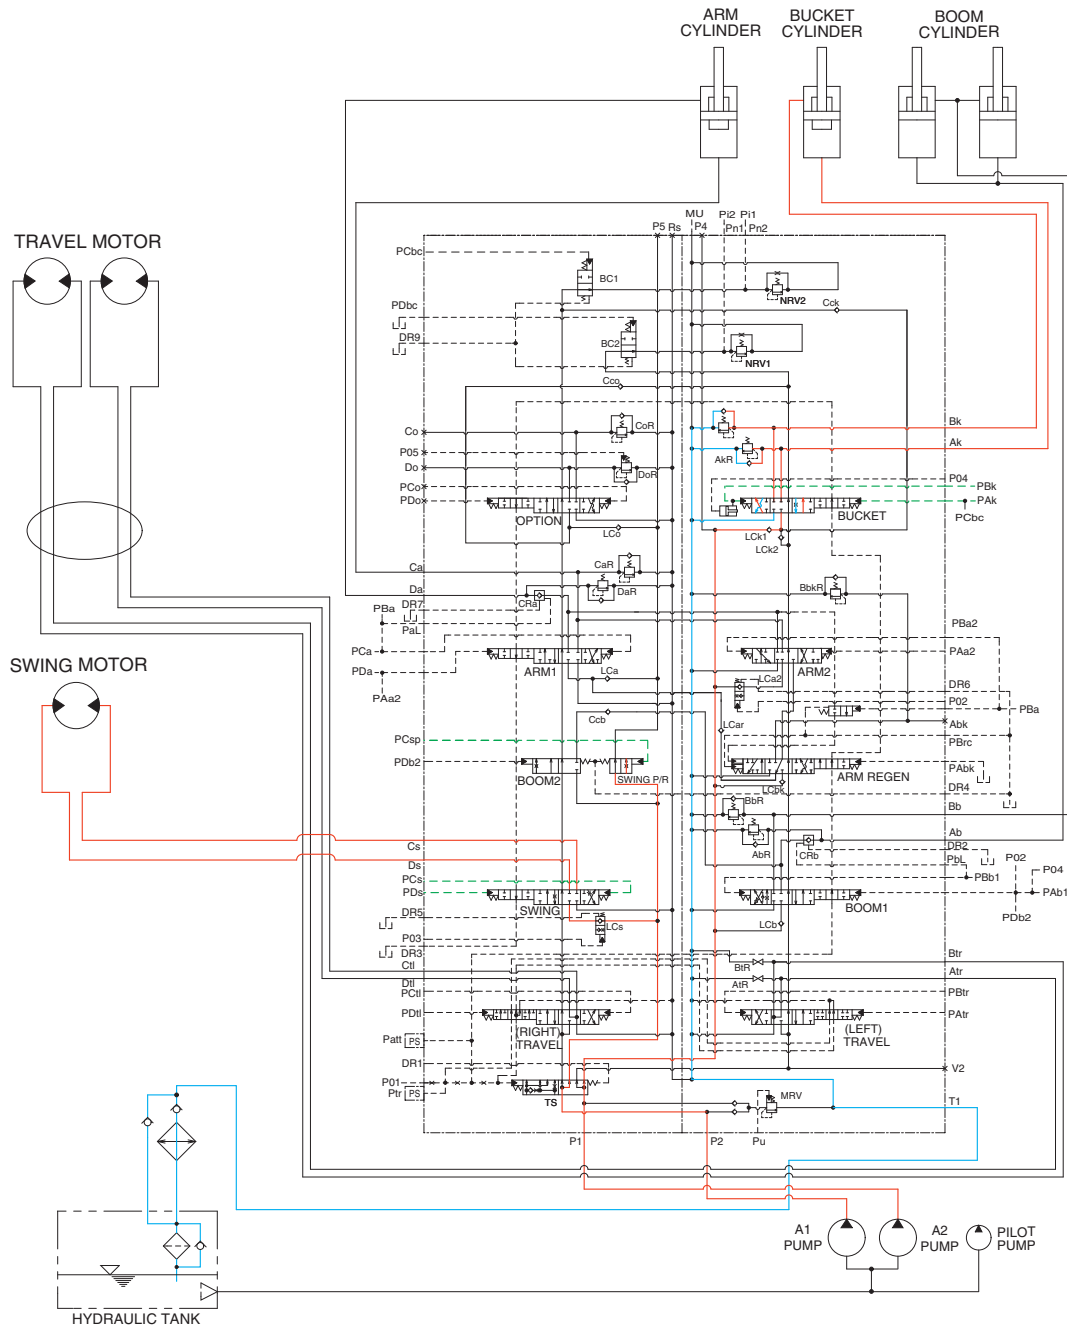 ARM
CYLINDER
BUCKET
CYLINDER
BOOM
CYLINDER
TRAVEL MOTOR
MU
Pi2
Pi1
P5
Rs
P4
Pn1
Pn2
PCbc
BC1
NRV2
Cck
PDbc
DR9
BC2
NRV1
Cco
Co
CoR
Bk
Ak
P05
Do
DoR
AkR
P04
PCo
PDo
PBk
PAk
PCbc
OPTION
BUCKET
LCo
LCk1
LCk2
Ca
CaR
Da
DaR
CRa
BbkR
PBa
DR7
PaL
PBa2
PCa
PAa2
PDa
ARM1
ARM2
PAa2
LCa
LCa2
DR6
P02
PBa
Ccb
LCar
Abk
PCsp
PBrc
PDb2
BOOM2
SWING P/R
ARM REGEN
PAbk
LCbk
DR4
SWING MOTOR
BbR
Bb
AbR
CRb
Ab
Cs
DR2
Ds
PbL
P02
P04
PCs
PBb1
PDs
PAb1
SWING
BOOM1
PDb2
DR5
LCs
LCb
P03
DR3
Btr
BtR
Ctl
Atr
Dtl
AtR
PCtl
PBtr
PDtl
PAtr
(RIGHT)
TRAVEL
(LEFT)
TRAVEL
Patt
PS
DR1
V2
P01
Ptr
PS
TS
MRV
T1
P1
P2
Pu
A1
PUMP
A2
PUMP
PILOT
PUMP
HYDRAULIC TANK